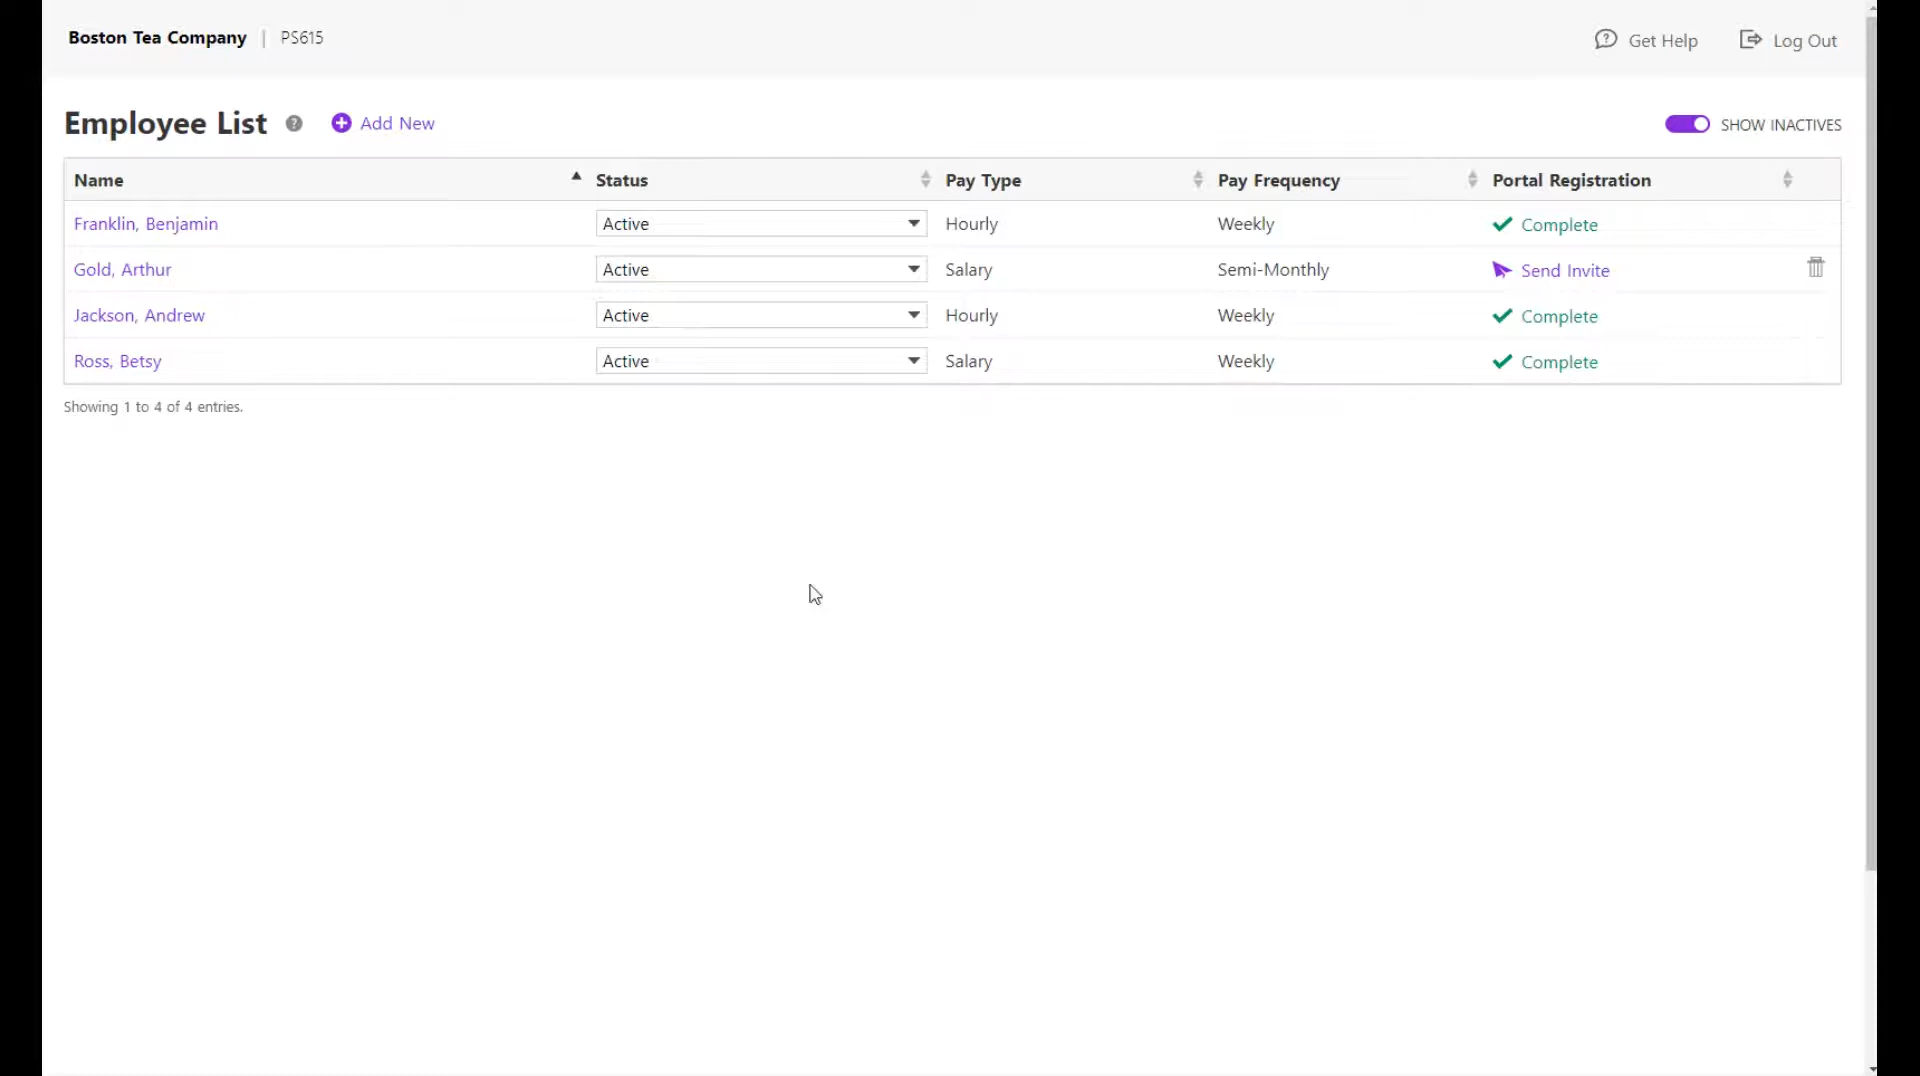 Boston Tea Company | PS615 Get Help Log Out
Employee List Add New SHOW INACTIVES
Name Status Pay Type Pay Frequency Portal Registration
Franklin, Benjamin Active Hourly Weekly Complete
Gold, Arthur Active Salary Semi-Monthly Send Invite
Jackson, Andrew Active Hourly Weekly Complete
Ross, Betsy Active Salary Weekly Complete
Showing 1 to 4 of 4 entries.